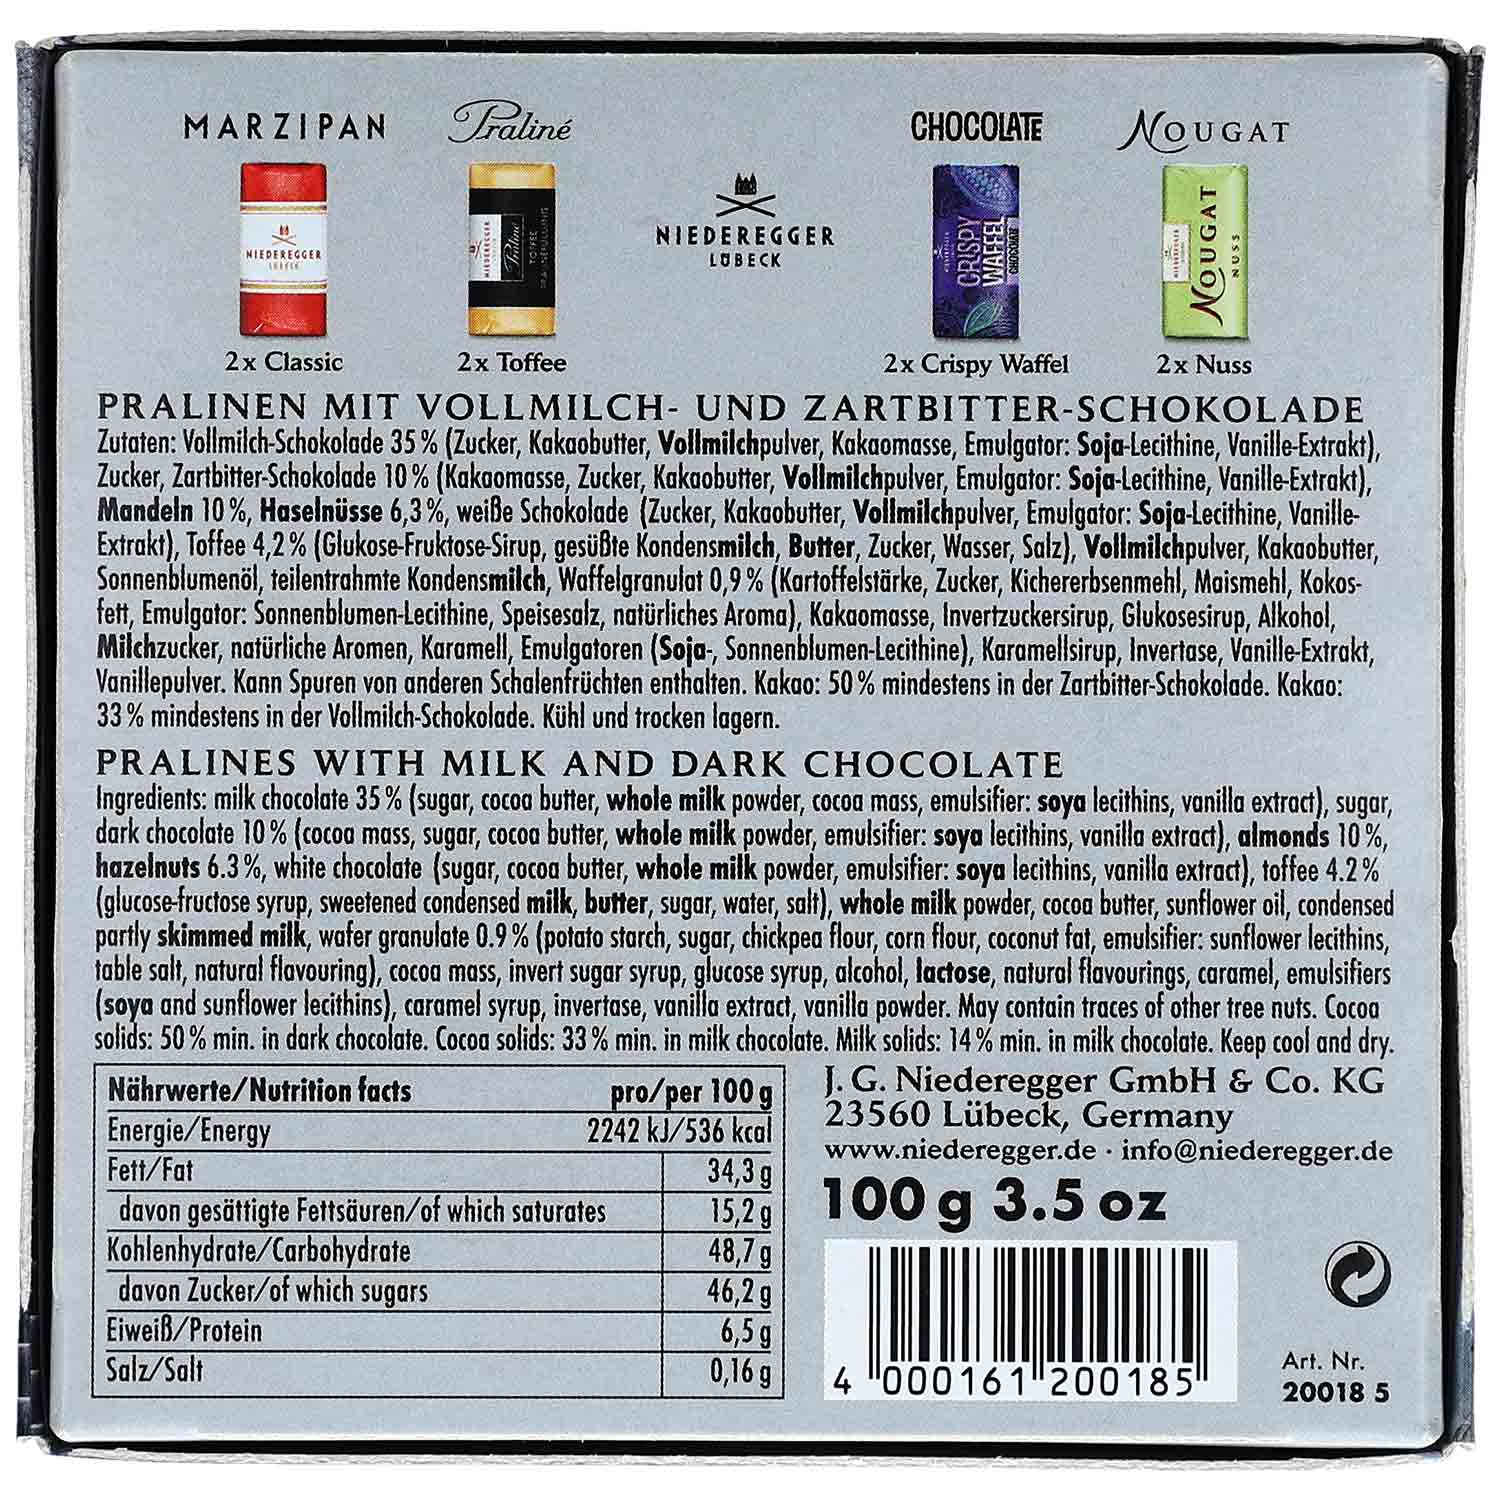 MARZIPAN
Praliné
CHOCOLATE
NOUGAT
NIEDEREGGER
LÜBECK
Praliné
TOFFEE
NIEDEREGGER
NIEDEREGGER
LÜBECK
CRISPY
WAFFEL
CHOCOLATE
NOUGAT
NUSS
2x Classic
2x Toffee
2x Crispy Waffel
2x Nuss
PRALINEN MIT VOLLMILCH- UND ZARTBITTER-SCHOKOLADE
Zutaten: Vollmilch-Schokolade 35 % (Zucker, Kakaobutter, Vollmilchpulver, Kakaomasse, Emulgator: Soja-Lecithine, Vanille-Extrakt),
Zucker, Zartbitter-Schokolade 10 % (Kakaomasse, Zucker, Kakaobutter, Vollmilchpulver, Emulgator: Soja-Lecithine, Vanille-Extrakt),
Mandeln 10 %, Haselnüsse 6,3 %, weiße Schokolade (Zucker, Kakaobutter, Vollmilchpulver, Emulgator: Soja-Lecithine, Vanille-
Extrakt), Toffee 4,2 % (Glukose-Fruktose-Sirup, gesüßte Kondensmilch, Butter, Zucker, Wasser, Salz), Vollmilchpulver, Kakaobutter,
Sonnenblumenöl, teilentrahmte Kondensmilch, Waffelgranulat 0,9 % (Kartoffelstärke, Zucker, Kichererbsenmehl, Maismehl, Kokos-
fett, Emulgator: Sonnenblumen-Lecithine, Speisesalz, natürliches Aroma), Kakaomasse, Invertzuckersirup, Glukosesirup, Alkohol,
Milchzucker, natürliche Aromen, Karamell, Emulgatoren (Soja-, Sonnenblumen-Lecithine), Karamellsirup, Invertase, Vanille-Extrakt,
Vanillepulver. Kann Spuren von anderen Schalenfrüchten enthalten. Kakao: 50 % mindestens in der Zartbitter-Schokolade. Kakao:
33 % mindestens in der Vollmilch-Schokolade. Kühl und trocken lagern.
PRALINES WITH MILK AND DARK CHOCOLATE
Ingredients: milk chocolate 35 % (sugar, cocoa butter, whole milk powder, cocoa mass, emulsifier: soya lecithins, vanilla extract), sugar,
dark chocolate 10 % (cocoa mass, sugar, cocoa butter, whole milk powder, emulsifier: soya lecithins, vanilla extract), almonds 10 %,
hazelnuts 6.3 %, white chocolate (sugar, cocoa butter, whole milk powder, emulsifier: soya lecithins, vanilla extract), toffee 4.2 %
(glucose-fructose syrup, sweetened condensed milk, butter, sugar, water, salt), whole milk powder, cocoa butter, sunflower oil, condensed
partly skimmed milk, wafer granulate 0.9 % (potato starch, sugar, chickpea flour, corn flour, coconut fat, emulsifier: sunflower lecithins,
table salt, natural flavouring), cocoa mass, invert sugar syrup, glucose syrup, alcohol, lactose, natural flavourings, caramel, emulsifiers
(soya and sunflower lecithins), caramel syrup, invertase, vanilla extract, vanilla powder. May contain traces of other tree nuts. Cocoa
solids: 50 % min. in dark chocolate. Cocoa solids: 33 % min. in milk chocolate. Milk solids: 14 % min. in milk chocolate. Keep cool and dry.
Nährwerte/Nutrition facts pro/per 100 g
Energie/Energy 2242 kJ/536 kcal
Fett/Fat 34,3 g
davon gesättigte Fettsäuren/of which saturates 15,2 g
Kohlenhydrate/Carbohydrate 48,7 g
davon Zucker/of which sugars 46,2 g
Eiweiß/Protein 6,5 g
Salz/Salt 0,16 g
J. G. Niederegger GmbH & Co. KG
23560 Lübeck, Germany
www.niederegger.de · info@niederegger.de
100 g 3.5 oz
4 000161 200185
Art. Nr.
20018 5